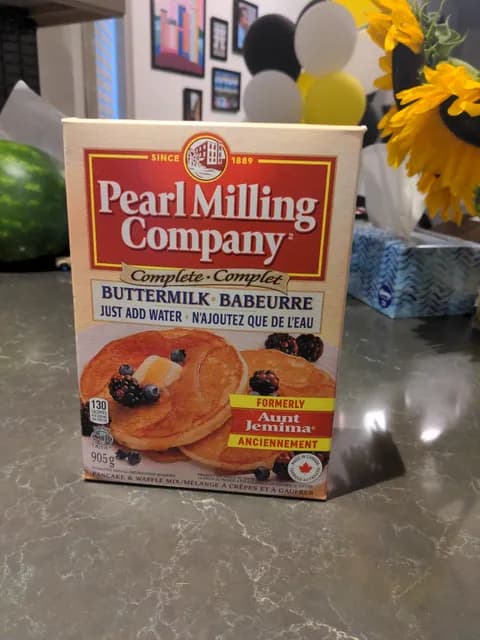 SINCE 1889
Pearl Milling
Company
Complete · Complet
BUTTERMILK · BABEURRE
JUST ADD WATER · N'AJOUTEZ QUE DE L'EAU
FORMERLY
Aunt
Jemima®
ANCIENNEMENT
130
905 g
PANCAKE & WAFFLE MIX/MÉLANGE À CRÊPES ET À GAUFRES